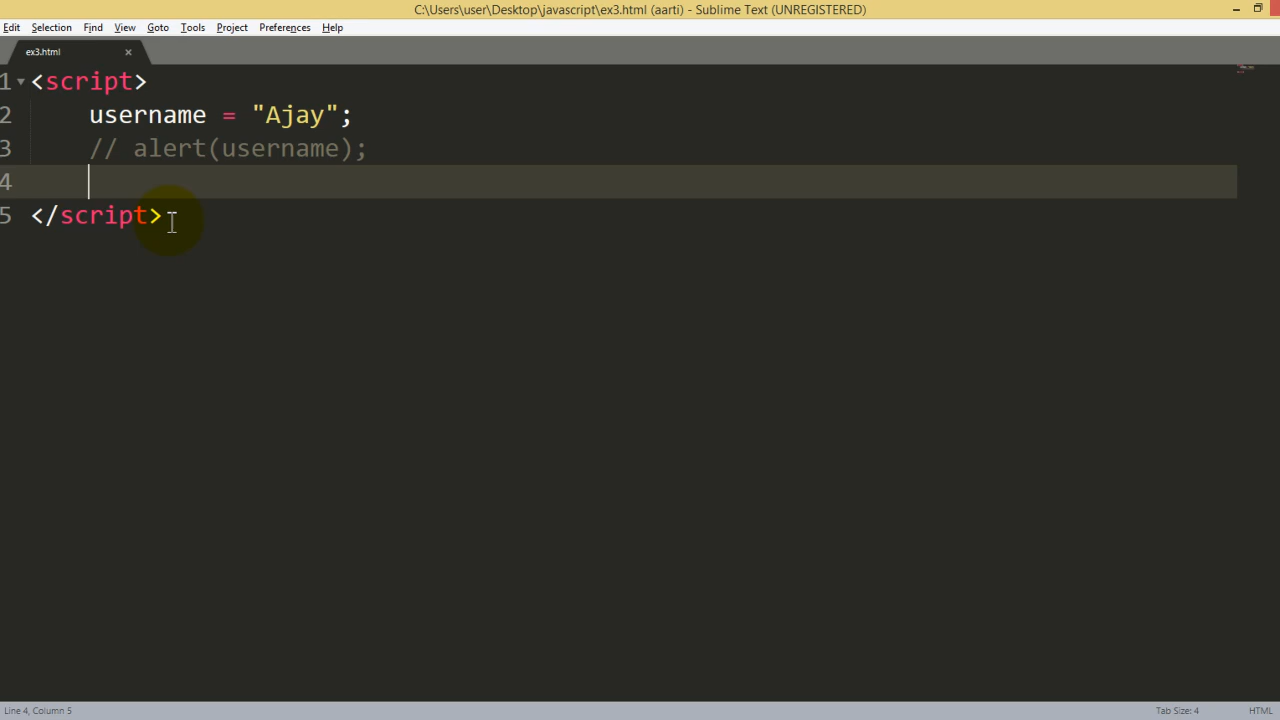 C:\Users\user\Desktop\javascript\ex3.html (aarti) - Sublime Text (UNREGISTERED)
Edit Selection Find View Goto Tools Project Preferences Help
ex3.html ×
1 <script>
2 username = "Ajay";
3 // alert(username);
4
5 </script>
Line 4, Column 5 Tab Size: 4 HTML